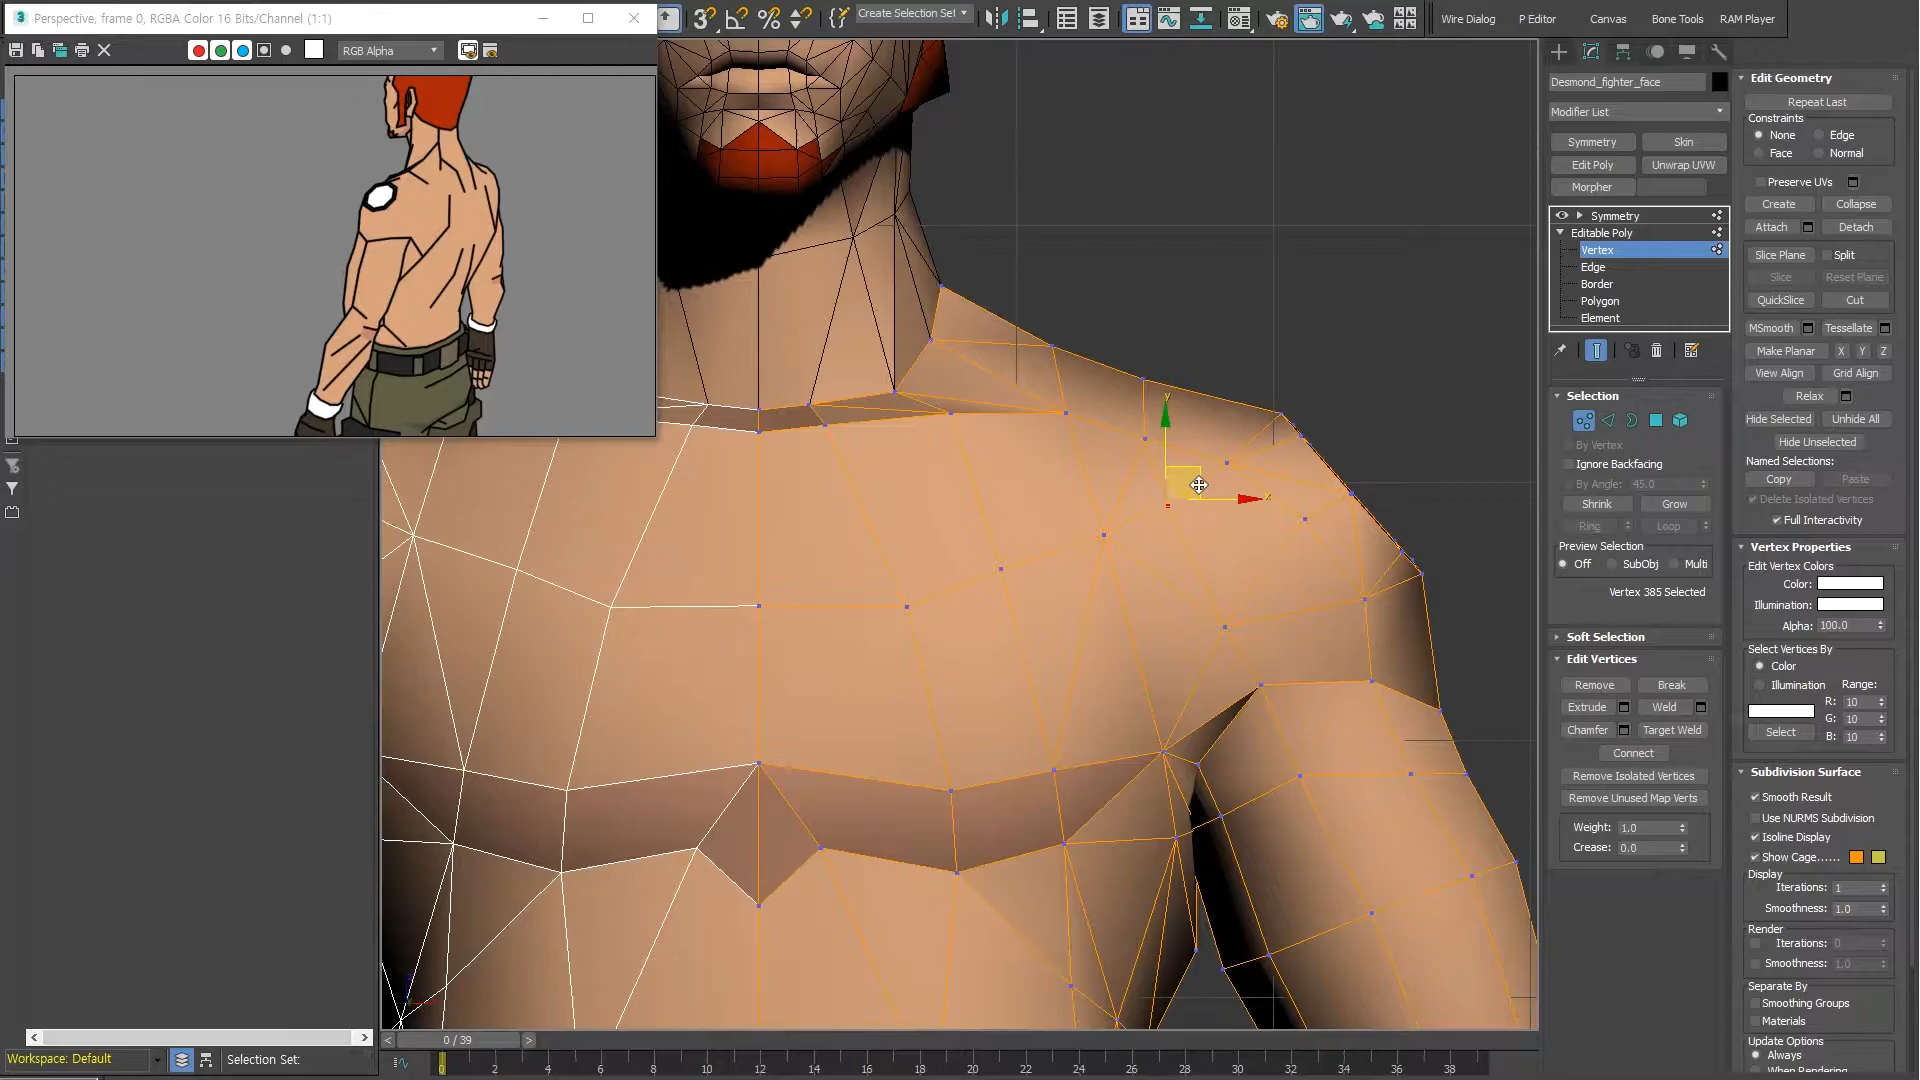 Perspective, frame 0, RGBA Color 16 Bits/Channel (1:1)
RGB Alpha
Create Selection Set
Wire Dialog
P Editor
Canvas
Bone Tools
RAM Player
Desmond_fighter_face
Modifier List
Symmetry
Skin
Edit Poly
Unwrap UVW
Morpher
Symmetry
Editable Poly
Vertex
Edge
Border
Polygon
Element
Selection
By Vertex
Ignore Backfacing
By Angle: 45.0
Shrink
Grow
Ring
Loop
Preview Selection
Off
SubObj
Multi
Vertex 385 Selected
Soft Selection
Edit Vertices
Remove
Break
Extrude
Weld
Chamfer
Target Weld
Connect
Remove Isolated Vertices
Remove Unused Map Verts
Weight: 1.0
Crease: 0.0
Edit Geometry
Repeat Last
Constraints
None
Edge
Face
Normal
Preserve UVs
Create
Collapse
Attach
Detach
Slice Plane
Split
Slice
Reset Plane
QuickSlice
Cut
MSmooth
Tessellate
Make Planar
X
Y
Z
View Align
Grid Align
Relax
Hide Selected
Unhide All
Hide Unselected
Named Selections:
Copy
Paste
Delete Isolated Vertices
Full Interactivity
Vertex Properties
Edit Vertex Colors
Color:
Illumination:
Alpha: 100.0
Select Vertices By
Color
Illumination
Range:
R: 10
G: 10
B: 10
Select
Subdivision Surface
Smooth Result
Use NURMS Subdivision
Isoline Display
Show Cage......
Display
Iterations: 1
Smoothness: 1.0
Render
Iterations: 0
Smoothness: 1.0
Separate By
Smoothing Groups
Materials
Update Options
Always
When Rendering
y
x
0 / 39
Workspace: Default
Selection Set:
0 2 4 6 8 10 12 14 16 18 20 22 24 26 28 30 32 34 36 38